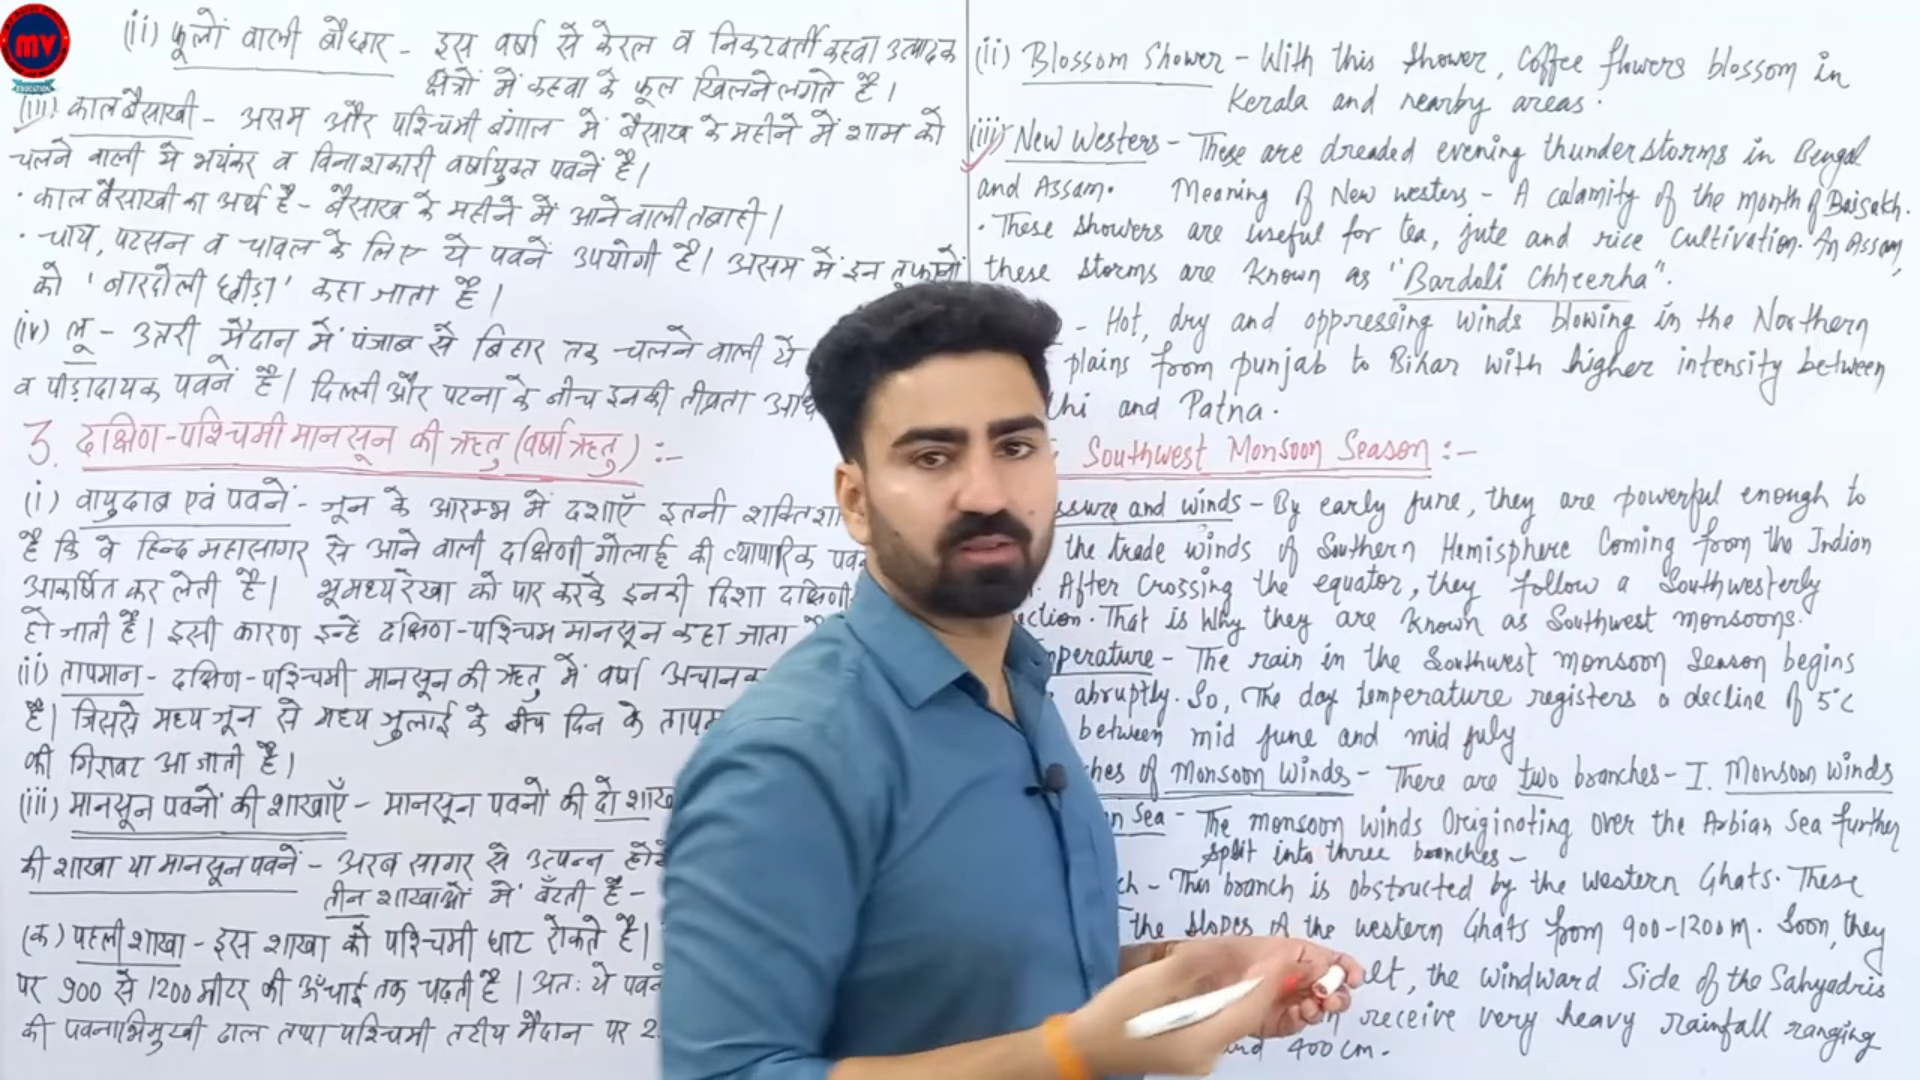 mv
EDUCATION
(ii) फूलों वाली बौछार - इस वर्षा से केरल व निकटवर्ती कहवा उत्पादक
क्षेत्रों में कहवा के फूल खिलने लगते है।
(iii) काल बैसाखी - असम और पश्चिमी बंगाल में बैसाख के महीने में शाम को
चलने वाली ये भयंकर व विनाशकारी वर्षायुक्त पवनें है।
· काल बैसाखी का अर्थ है - बैसाख के महीने में आने वाली तबाही।
· चाय, पटसन व चावल के लिए ये पवनें उपयोगी है। असम में इन तूफानों
को 'बारदोली छीड़ा' कहा जाता है।
(iv) लू - उत्तरी मैदान में पंजाब से बिहार तक चलने वाली ये
व पीड़ादायक पवनें है। दिल्ली और पटना के बीच इनकी तीव्रता
3. दक्षिण-पश्चिमी मानसून की ऋतु (वर्षा ऋतु) :-
(i) वायुदाब एवं पवनें - जून के आरम्भ में दशाएँ इतनी
है कि वे हिन्द महासागर से आने वाली दक्षिणी गोलार्द्ध की व्यापारिक
आकर्षित कर लेती है। भूमध्यरेखा को पार करके इनकी दिशा
हो जाती है। इसी कारण इन्हे दक्षिण-पश्चिम मानसून कहा जाता
(ii) तापमान - दक्षिण-पश्चिमी मानसून की ऋतु में वर्षा अचानक
है। जिससे मध्य जून से मध्य जुलाई के बीच दिन के
की गिरावट आ जाती है।
(iii) मानसून पवनों की शाखाएँ - मानसून पवनों की दो
की शाखा या मानसून पवनें - अरब सागर से उत्पन्न
तीन शाखाओं में बँटती है -
(क) पहली शाखा - इस शाखा को पश्चिमी घाट रोकते है।
पर 900 से 1200 मीटर की ऊँचाई तक चढ़ती है। अत: ये
की पवनाभिमुखी ढाल तथा पश्चिमी तटीय मैदान पर
(ii) Blossom Shower - With this shower, Coffee flowers blossom in
Kerala and nearby areas.
(iii) New Westers - These are dreaded evening thunderstorms in Bengal
and Assam. Meaning of New westers - A calamity of the month of Baisakh.
· These showers are useful for tea, jute and rice cultivation. In Assam,
these storms are known as "Bardoli Chheerha".
- Hot, dry and oppressing winds blowing in the Northern
plains from punjab to Bihar with higher intensity between
and Patna.
Southwest Monsoon Season :-
and winds - By early June, they are powerful enough to
the trade winds of Southern Hemisphere Coming from the Indian
After Crossing the equator, they follow a Southwesterly
That is Why they are known as Southwest monsoons.
- The rain in the Southwest monsoon Season begins
abruptly. So, The day temperature registers a decline of 5°C
between mid June and mid July
of Monsoon Winds - There are two branches - I. Monsoon Winds
Sea - The monsoon winds Originating over the Arbian Sea further
split into three branches -
- This branch is obstructed by the western Ghats. These
the slopes of the western Ghats from 900-1200m. Soon, they
the windward Side of the Sahyadris
receive very heavy rainfall ranging
400 cm.